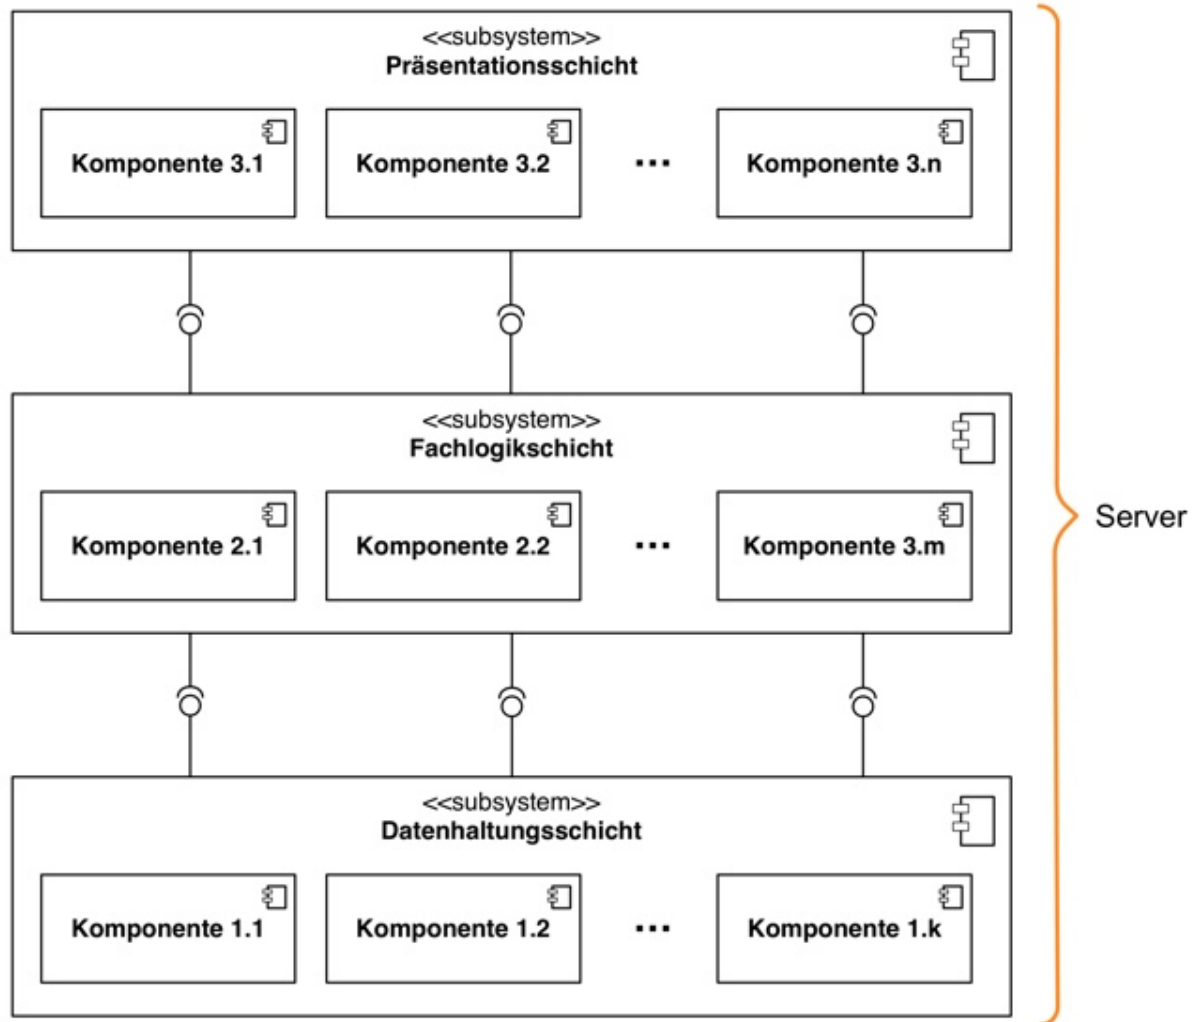 <<subsystem>>
Präsentationsschicht
Komponente 3.1
Komponente 3.2
...
Komponente 3.n
<<subsystem>>
Fachlogikschicht
Komponente 2.1
Komponente 2.2
...
Komponente 3.m
Server
<<subsystem>>
Datenhaltungsschicht
Komponente 1.1
Komponente 1.2
...
Komponente 1.k